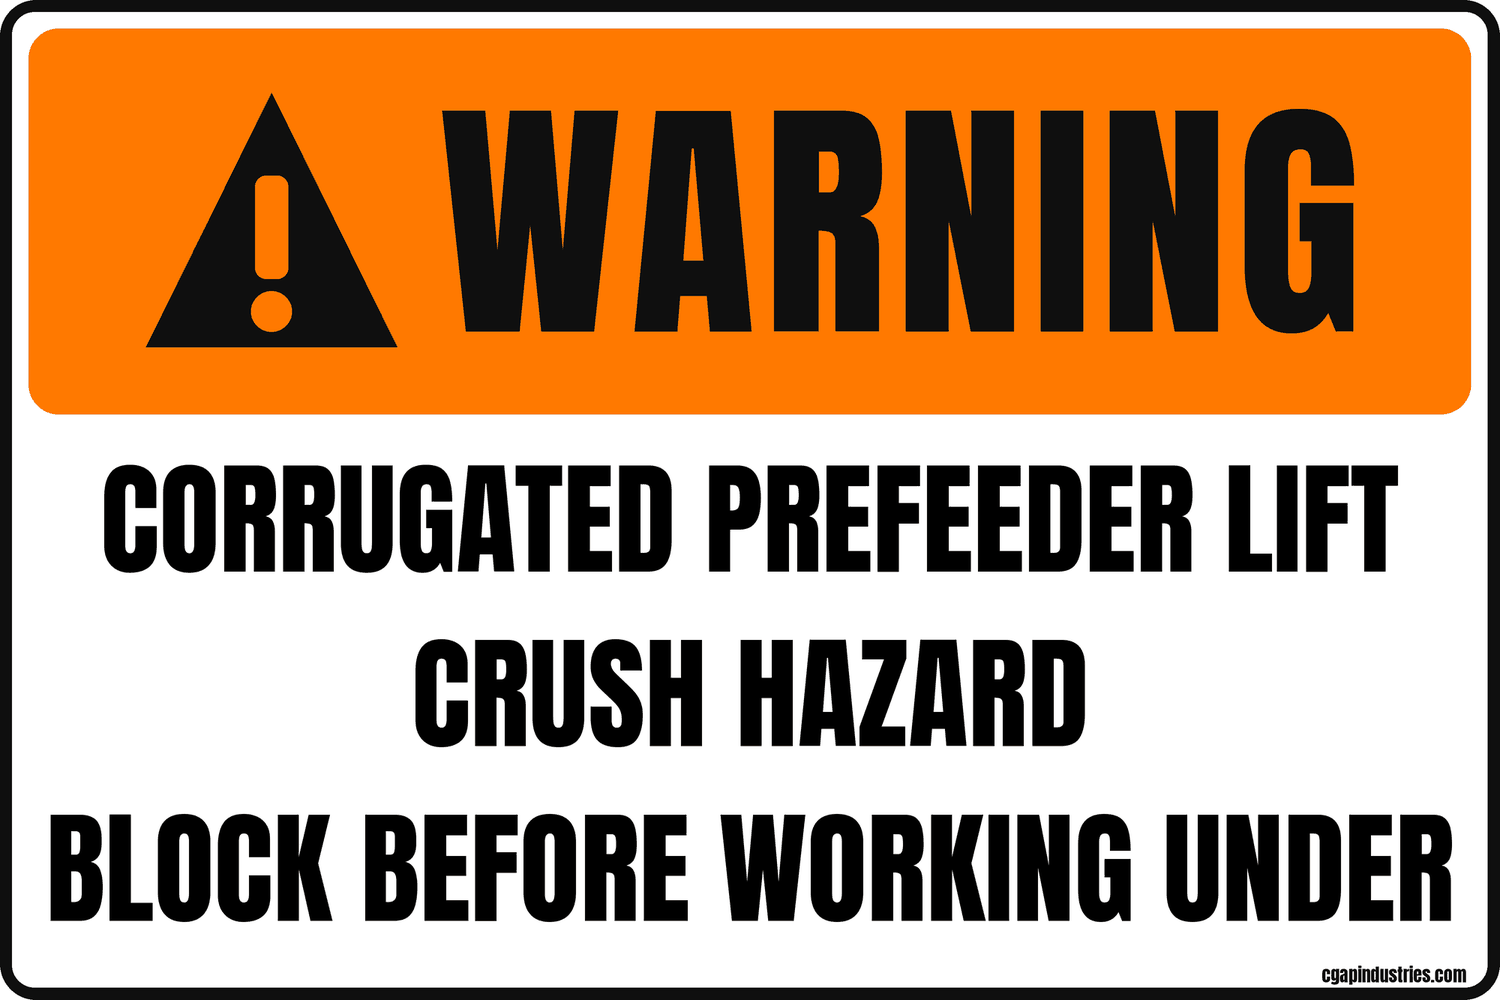 WARNING
CORRUGATED PREFEEDER LIFT
CRUSH HAZARD
BLOCK BEFORE WORKING UNDER
cgapindustries.com